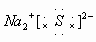 Na₂⁺[ ⁚ S ⁚ ]²⁻